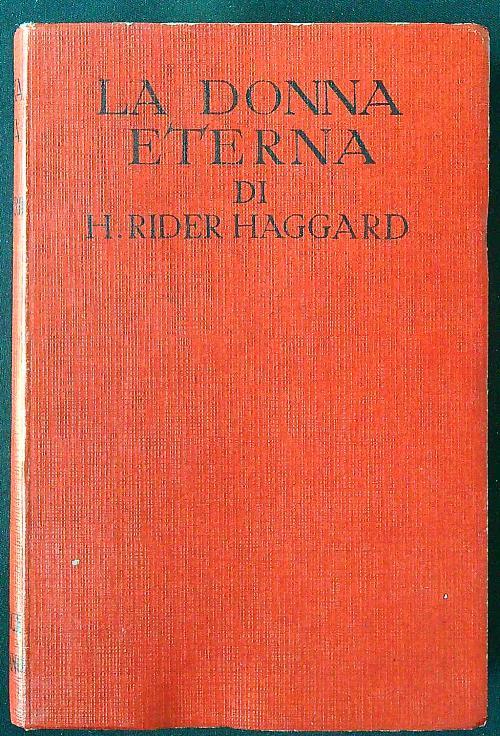 LA DONNA
ETERNA
DI
H. RIDER HAGGARD